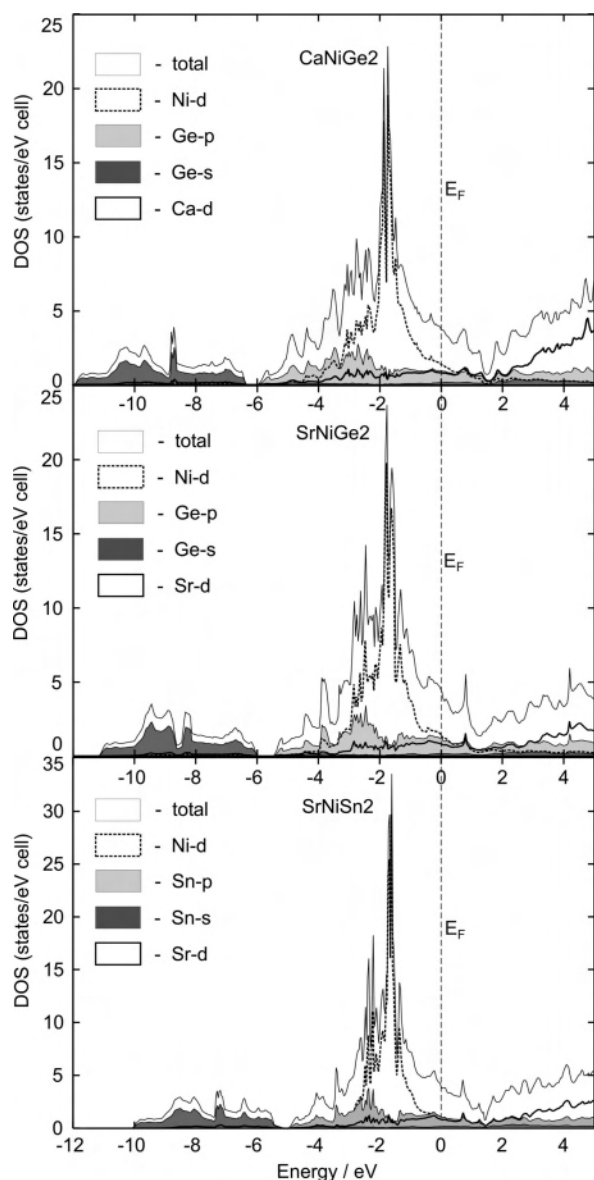 25
CaNiGe2
- total
20
- Ni-d
- Ge-p
15
- Ge-s
E_F
- Ca-d
10
5
0
DOS (states/eV cell)
-10 -8 -6 -4 -2 0 2 4
25
SrNiGe2
- total
20
- Ni-d
- Ge-p
15
- Ge-s
E_F
- Sr-d
10
5
0
DOS (states/eV cell)
-10 -8 -6 -4 -2 0 2 4
35
SrNiSn2
- total
30
- Ni-d
25
- Sn-p
20
- Sn-s
E_F
- Sr-d
15
10
5
0
DOS (states/eV cell)
-12 -10 -8 -6 -4 -2 0 2 4
Energy / eV